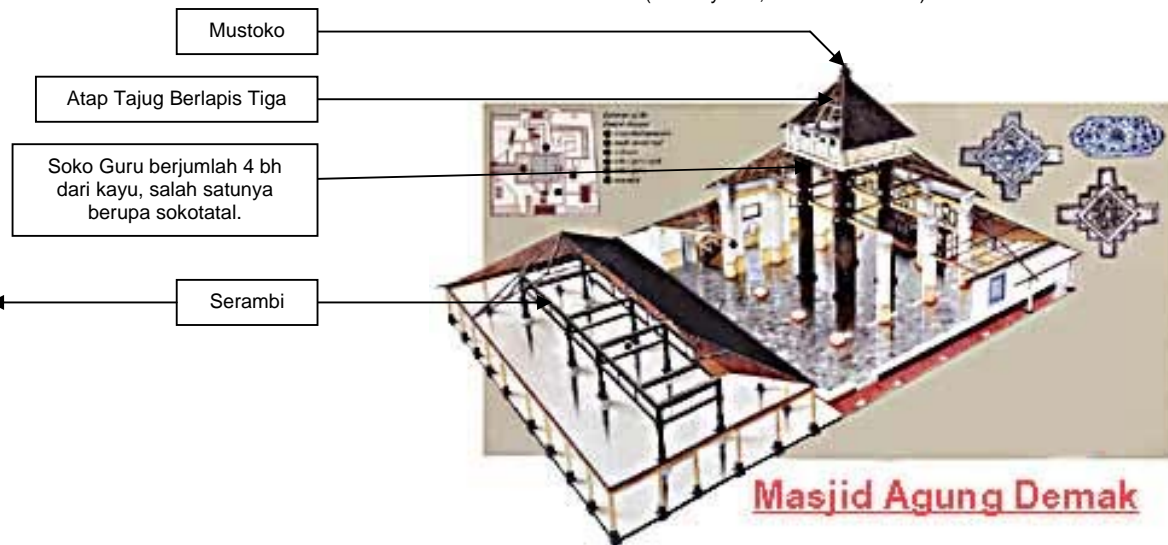 Mustoko
Atap Tajug Berlapis Tiga
Soko Guru berjumlah 4 bh
dari kayu, salah satunya
berupa sokotatal.
Serambi
Masjid Agung Demak